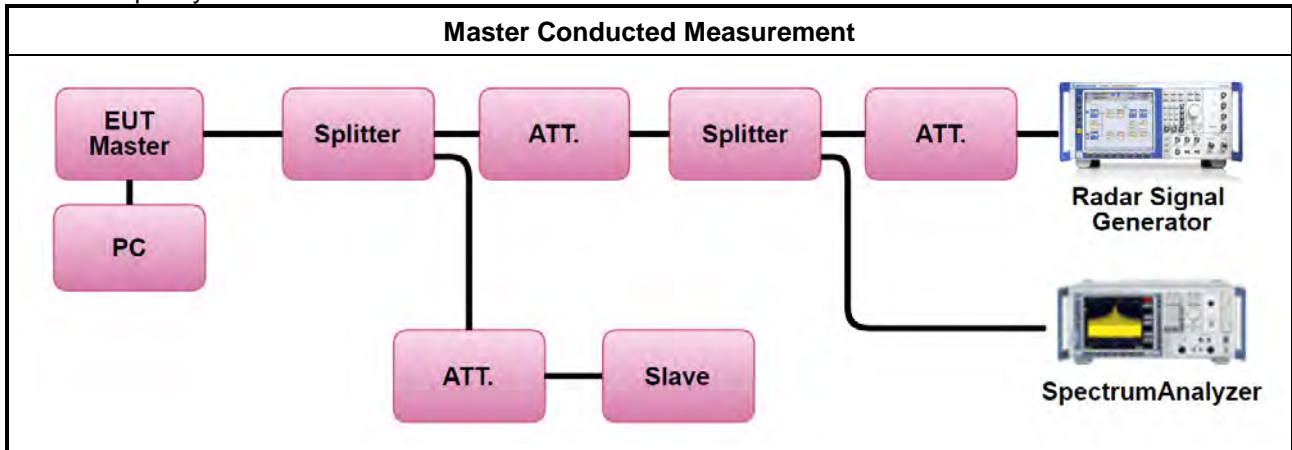 Master Conducted Measurement
EUT
Master
Splitter
ATT.
Splitter
ATT.
Radar Signal
Generator
PC
ATT.
Slave
SpectrumAnalyzer